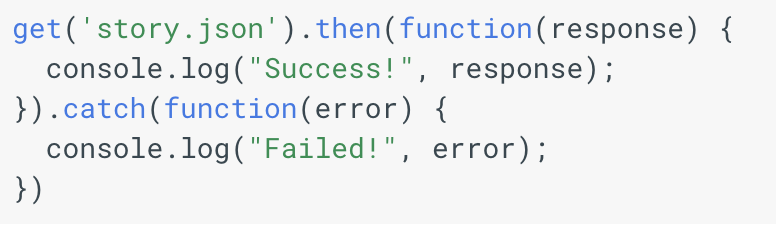 get('story.json').then(function(response) {
  console.log("Success!", response);
}).catch(function(error) {
  console.log("Failed!", error);
})